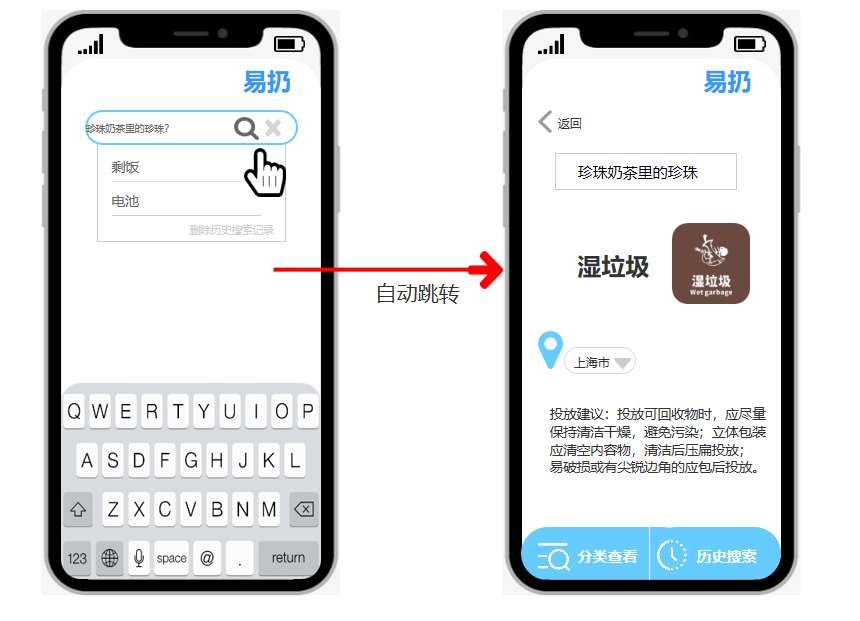 易扔
珍珠奶茶里的珍珠?
剩饭
电池
删除历史搜索记录
Q W E R T Y U I O P
A S D F G H J K L
Z X C V B N M
123 space @ . return
自动跳转
易扔
返回
珍珠奶茶里的珍珠
湿垃圾
湿垃圾
Wet garbage
上海市
投放建议：投放可回收物时，应尽量
保持清洁干燥，避免污染；立体包装
应清空内容物，清洁后压扁投放；
易破损或有尖锐边角的应包后投放。
分类查看
历史搜索